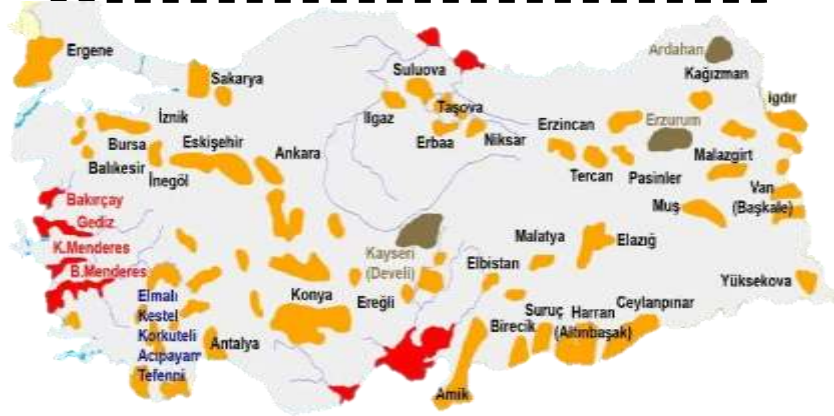 Ergene
Ardahan
Kağızman
Suluova
Sakarya
Iğdır
Ilgaz
Taşova
İznik
Erzincan
Erzurum
Bursa
Eskişehir
Erbaa
Niksar
Ankara
Malazgirt
Balıkesir
İnegöl
Tercan
Pasinler
Van
(Başkale)
Bakırçay
Muş
Gediz
Malatya
Elazığ
K.Menderes
Kayseri
(Develi)
Elbistan
B.Menderes
Yüksekova
Elmalı
Kestel
Korkuteli
Acıpayam
Tefenni
Konya
Ereğli
Suruç
Harran
(Altınbaşak)
Ceylanpınar
Birecik
Antalya
Amik